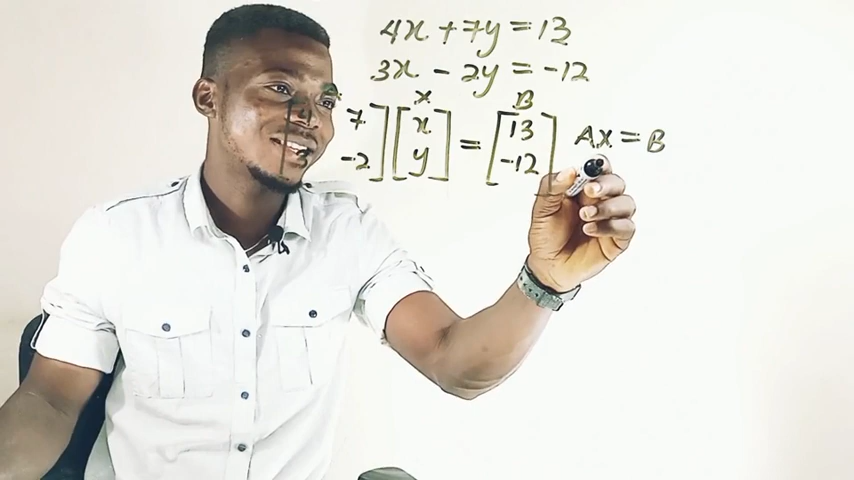 4x + 7y = 13
3x - 2y = -12
X B
7 ] [ x ] = [ 13 ] AX = B
-2 ] [ y ] [ -12 ]